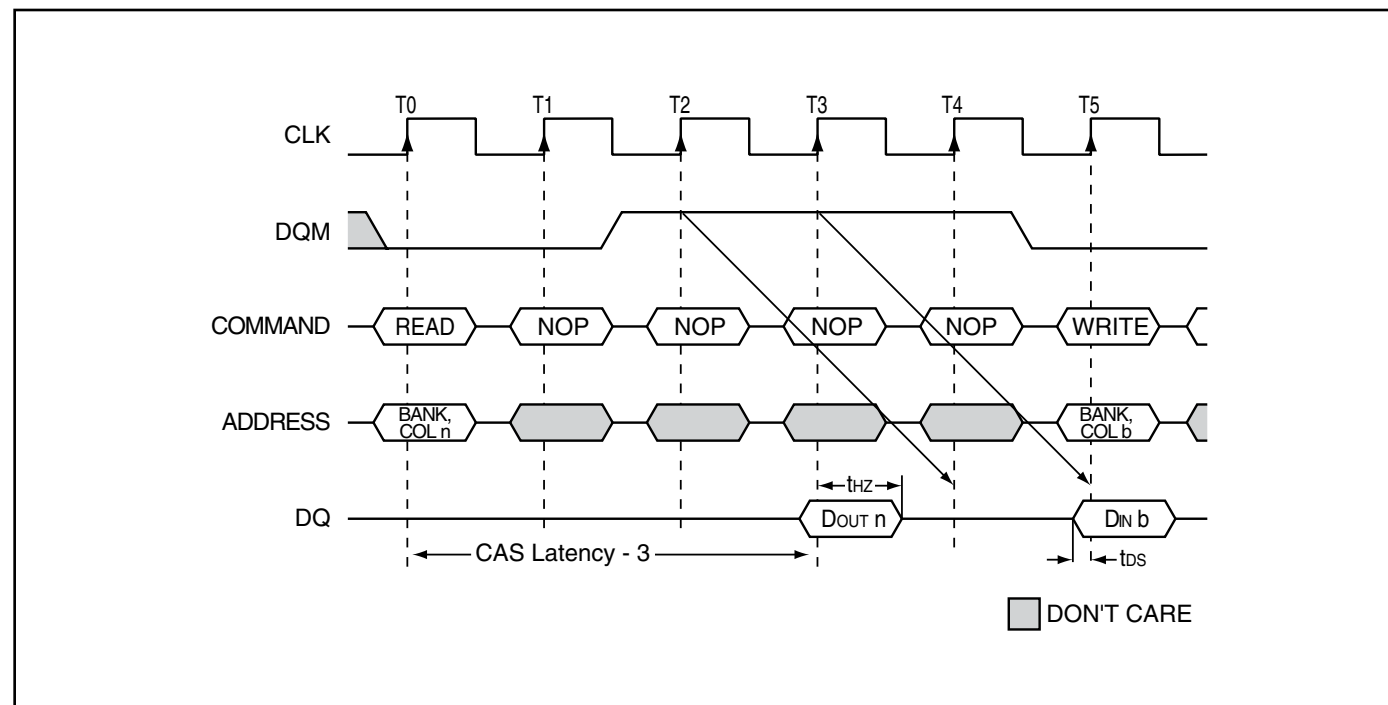 T0 T1 T2 T3 T4 T5
CLK
DQM
COMMAND READ NOP NOP NOP NOP WRITE
ADDRESS BANK, COL n BANK, COL b
tHZ
DQ DOUT n DIN b
CAS Latency - 3 tDS
DON'T CARE